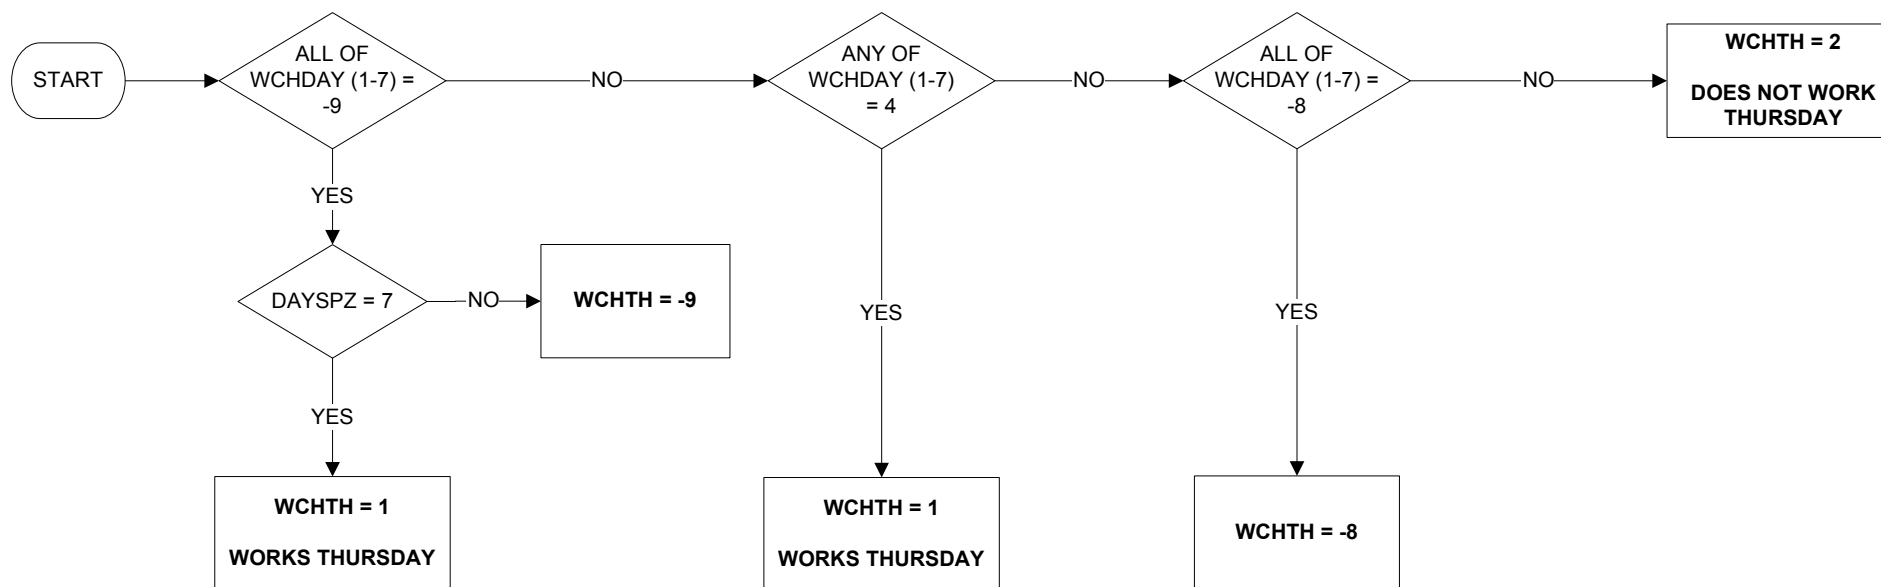 START
ALL OF
WCHDAY (1-7) =
-9
NO
ANY OF
WCHDAY (1-7)
= 4
NO
ALL OF
WCHDAY (1-7) =
-8
NO
WCHTH = 2
DOES NOT WORK
THURSDAY
YES
DAYSPZ = 7
NO
WCHTH = -9
YES
YES
YES
WCHTH = 1
WORKS THURSDAY
WCHTH = 1
WORKS THURSDAY
WCHTH = -8